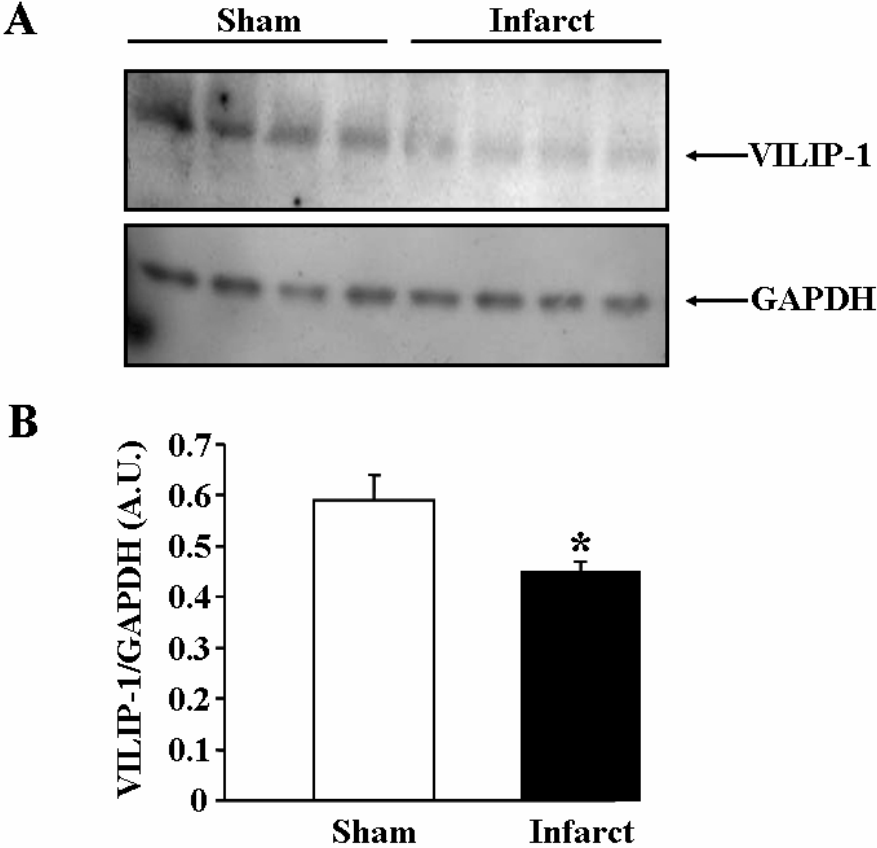 A
Sham Infarct
VILIP-1
GAPDH
B
VILIP-1/GAPDH (A.U.)
0.7
0.6
0.5
0.4
0.3
0.2
0.1
0
*
Sham Infarct